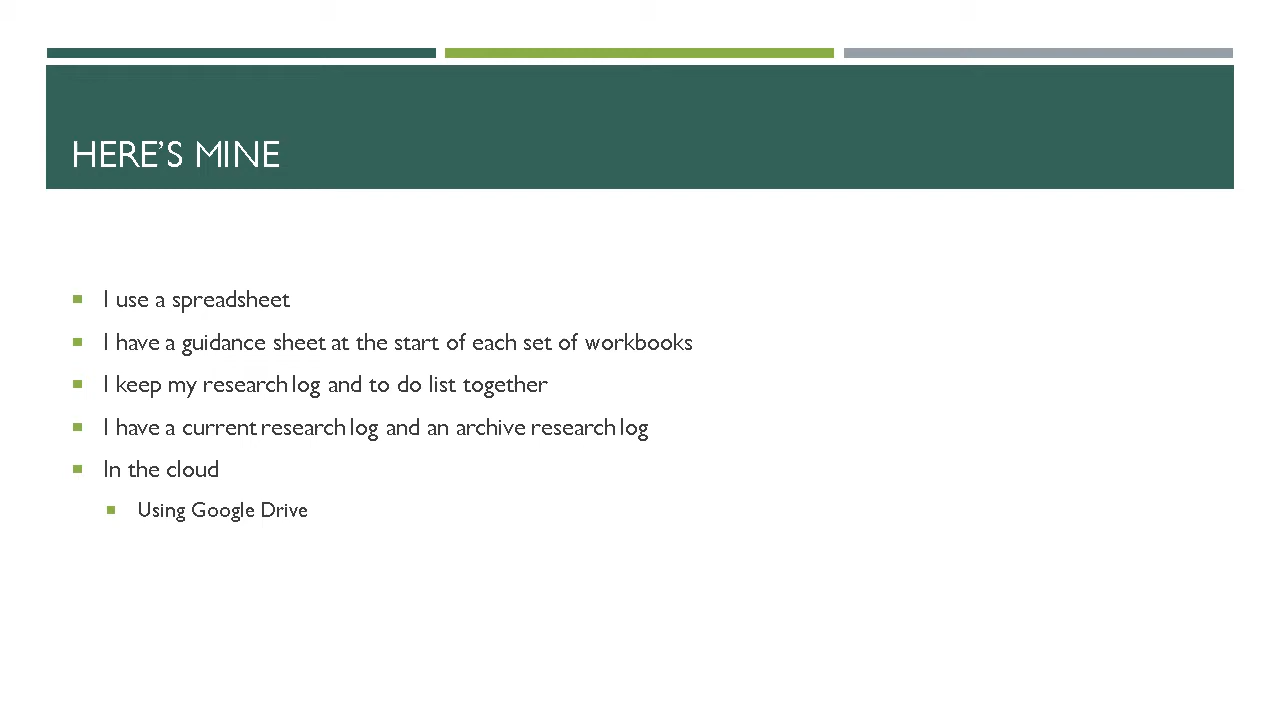 HERE’S MINE
I use a spreadsheet
I have a guidance sheet at the start of each set of workbooks
I keep my research log and to do list together
I have a current research log and an archive research log
In the cloud
Using Google Drive